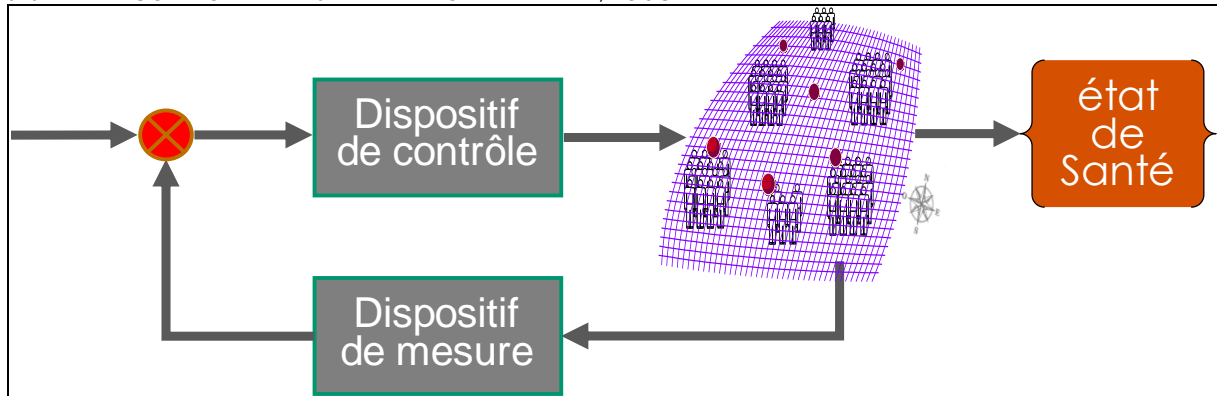 Dispositif
de contrôle
état
de
Santé
N
O
E
S
Dispositif
de mesure